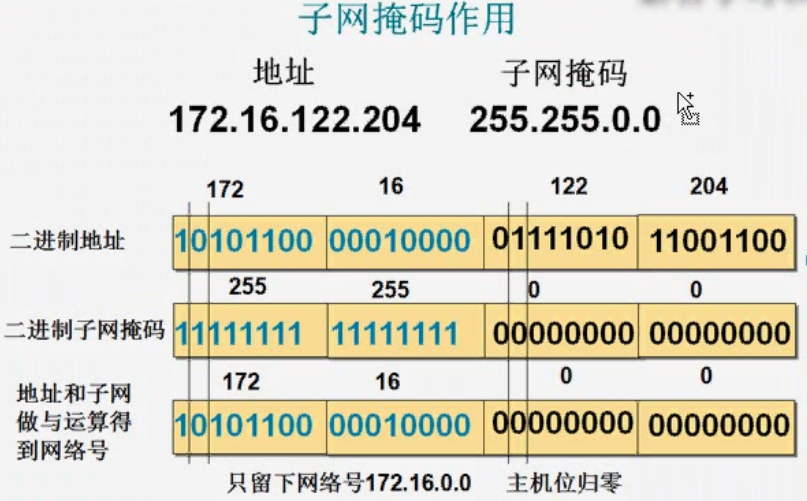 子网掩码作用
地址 子网掩码
172.16.122.204 255.255.0.0
172 16 122 204
二进制地址 10101100 00010000 01111010 11001100
255 255 0 0
二进制子网掩码 11111111 11111111 00000000 00000000
172 16 0 0
地址和子网
做与运算得
到网络号
10101100 00010000 00000000 00000000
只留下网络号172.16.0.0 主机位归零